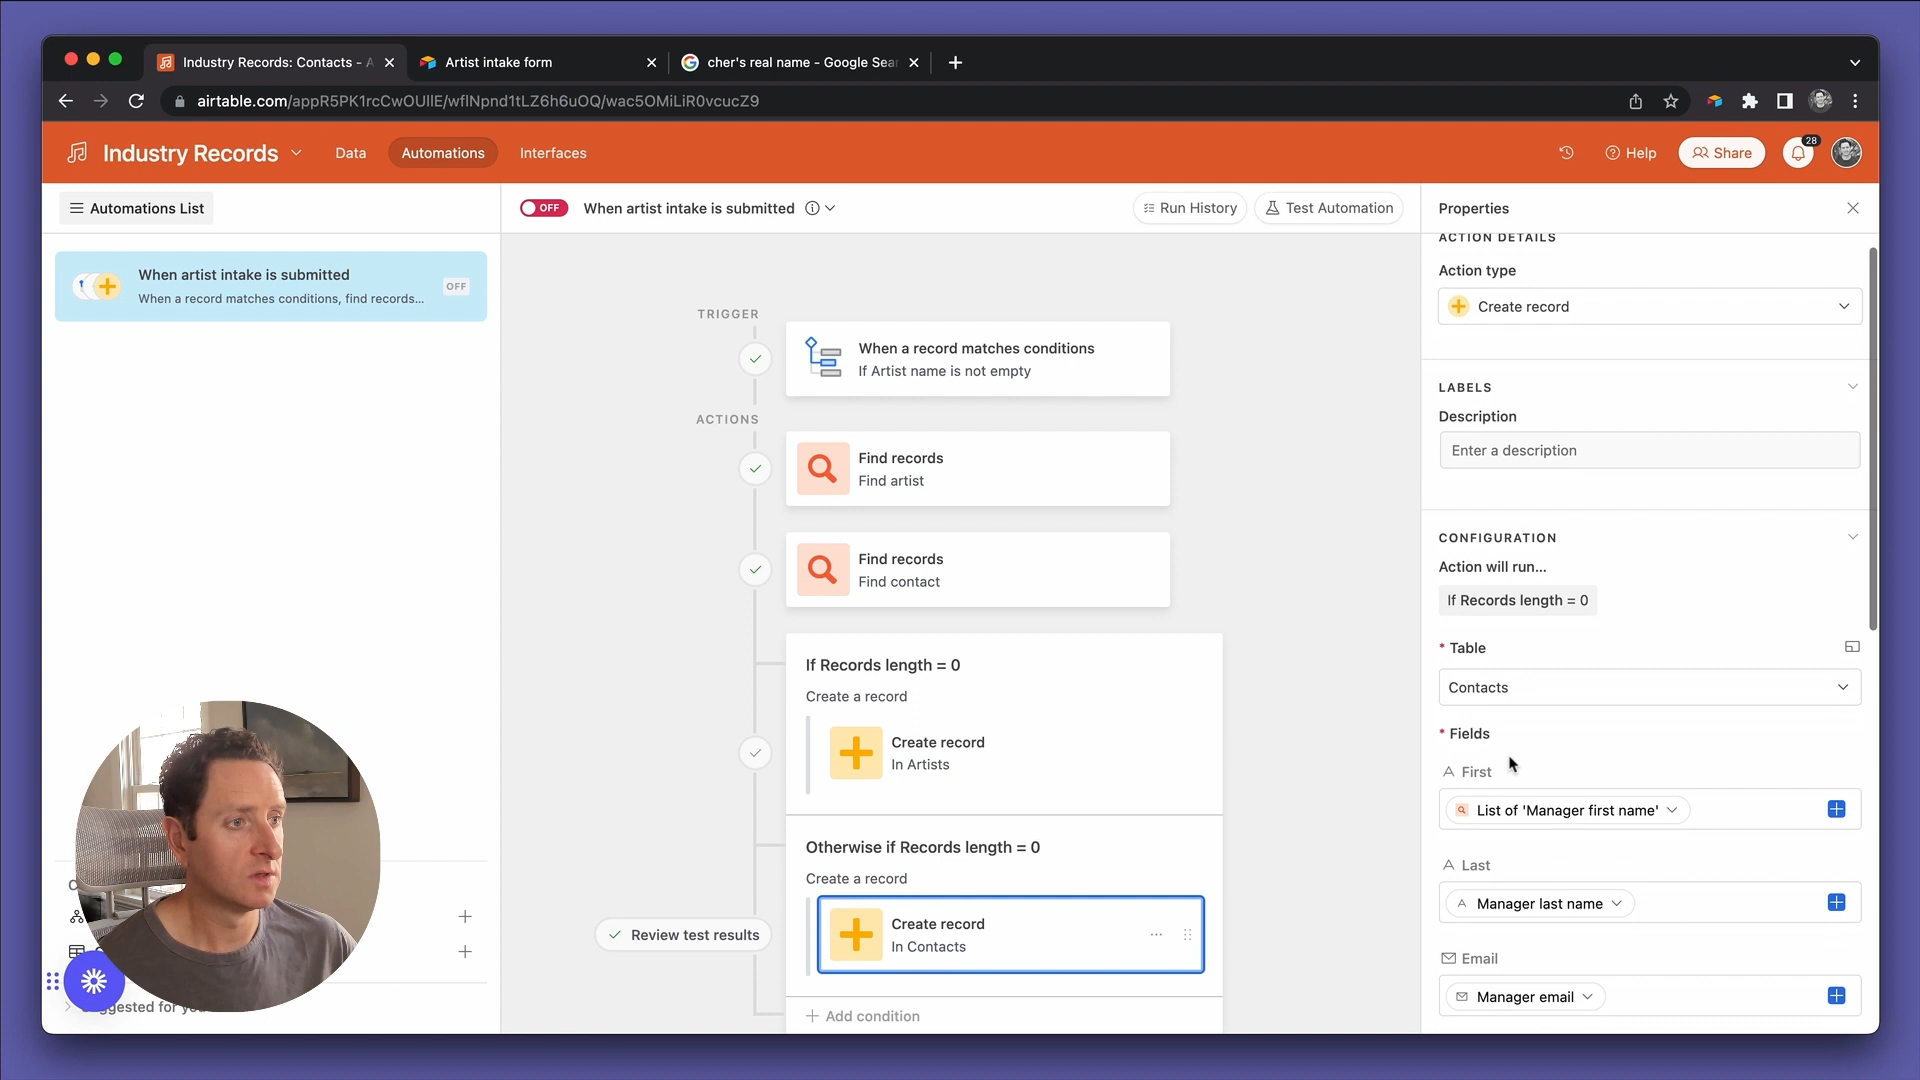 Industry Records: Contacts - A
Artist intake form
cher's real name - Google Sear
airtable.com/appR5PK1rcCwOUIlE/wflNpnd1tLZ6h6uOQ/wac5OMiLiR0vcucZ9
Industry Records
Data
Automations
Interfaces
Help
Share
28
Automations List
OFF
When artist intake is submitted
Run History
Test Automation
Properties
When artist intake is submitted
When a record matches conditions, find records...
OFF
TRIGGER
When a record matches conditions
If Artist name is not empty
ACTIONS
Find records
Find artist
Find records
Find contact
If Records length = 0
Create a record
Create record
In Artists
Otherwise if Records length = 0
Create a record
Create record
In Contacts
Review test results
Add condition
ACTION DETAILS
Action type
Create record
LABELS
Description
Enter a description
CONFIGURATION
Action will run...
If Records length = 0
* Table
Contacts
* Fields
First
List of 'Manager first name'
Last
Manager last name
Email
Manager email